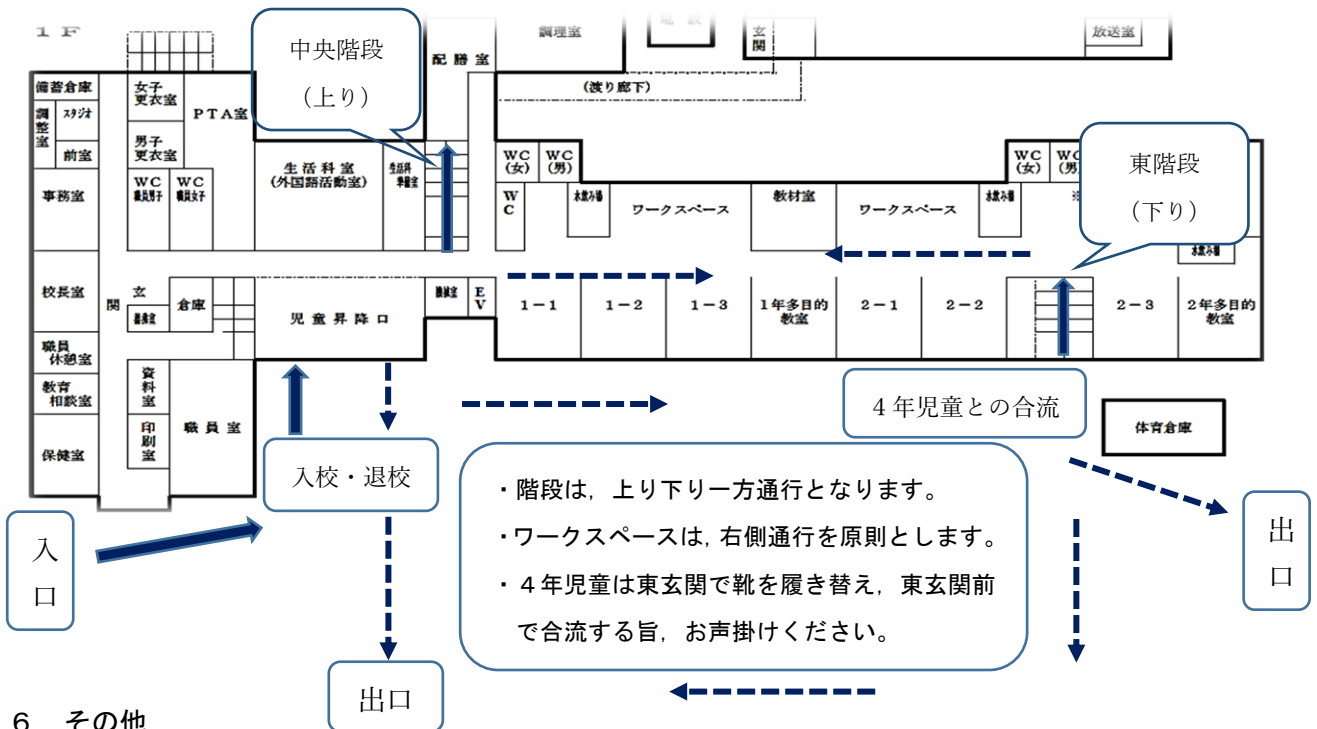 １Ｆ
中央階段
（上り）
配膳室
調理室
玄関
放送室
（渡り廊下）
備蓄倉庫
女子
更衣室
ＰＴＡ室
調整室
スタジオ
前室
男子
更衣室
生活科室
(外国語活動室)
生活科
準備室
WC
(女)
WC
(男)
WC
(女)
東階段
（下り）
事務室
WC
職員男子
WC
職員女子
WC
水飲み場
ワークスペース
教材室
ワークスペース
水飲み場
水飲み場
校長室
玄関
倉庫
児童昇降口
機械室
EV
１－１
１－２
１－３
１年多目的
教室
２－１
２－２
２－３
２年多目的
教室
職員
休憩室
教育
相談室
保健室
資料室
印刷室
職員室
入校・退校
４年児童との合流
体育倉庫
入口
出口
・階段は，上り下り一方通行となります。
・ワークスペースは，右側通行を原則とします。
・４年児童は東玄関で靴を履き替え，東玄関前
で合流する旨，お声掛けください。
出口
６　その他